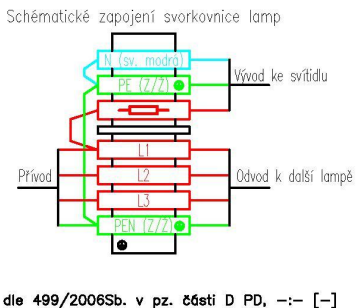 Schématické zapojení svorkovnice lamp
N (sv. modrá)
PE (Z/Ž)
Vývod ke svítidlu
L1
L2
L3
PEN (Z/Ž)
Přívod
Odvod k další lampě
dle 499/2006Sb. v pz. části D PD, -:- [-]